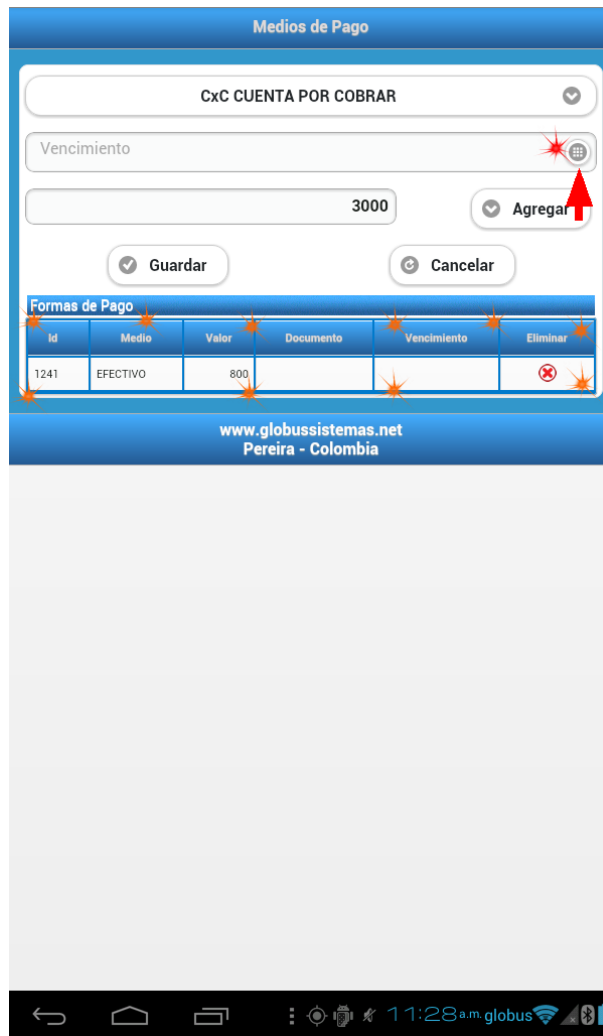 Medios de Pago
CxC CUENTA POR COBRAR
Vencimiento
3000
Agregar
Guardar
Cancelar
Formas de Pago
Id Medio Valor Documento Vencimiento Eliminar
1241 EFECTIVO 800
www.globussistemas.net
Pereira - Colombia
11:28 a.m. globus